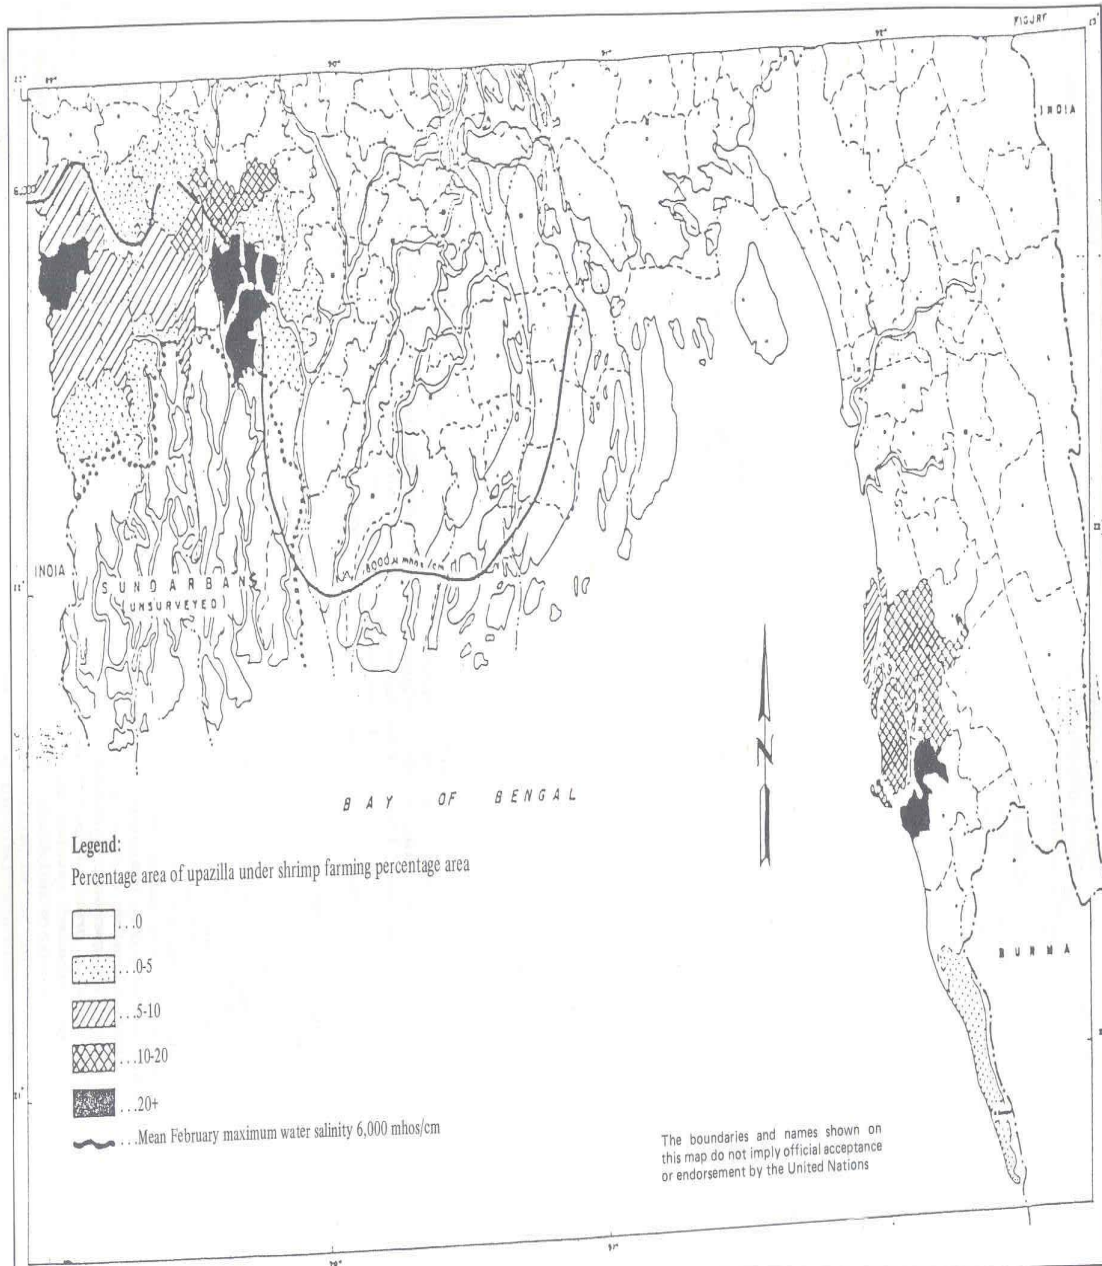 FIGURE
INDIA
6,000
6000 μ mhos/cm
INDIA
SUNDARBANS
(UNSURVEYED)
N
BAY OF BENGAL
Legend:
Percentage area of upazilla under shrimp farming percentage area
...0
...0-5
...5-10
...10-20
...20+
...Mean February maximum water salinity 6,000 mhos/cm
BURMA
The boundaries and names shown on
this map do not imply official acceptance
or endorsement by the United Nations